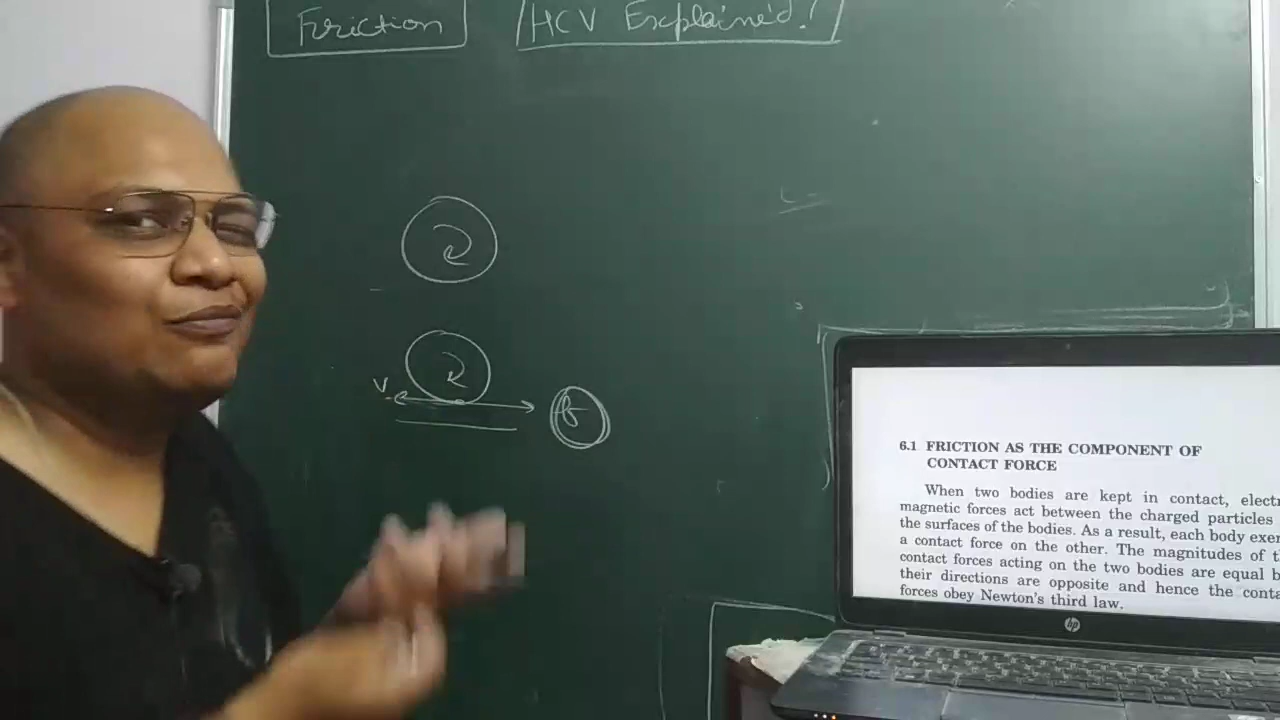 Friction
HCV Explained!
V
f
6.1 FRICTION AS THE COMPONENT OF
CONTACT FORCE
When two bodies are kept in contact, electr
magnetic forces act between the charged particles
the surfaces of the bodies. As a result, each body exer
a contact force on the other. The magnitudes of t
contact forces acting on the two bodies are equal b
their directions are opposite and hence the conta
forces obey Newton's third law.
hp